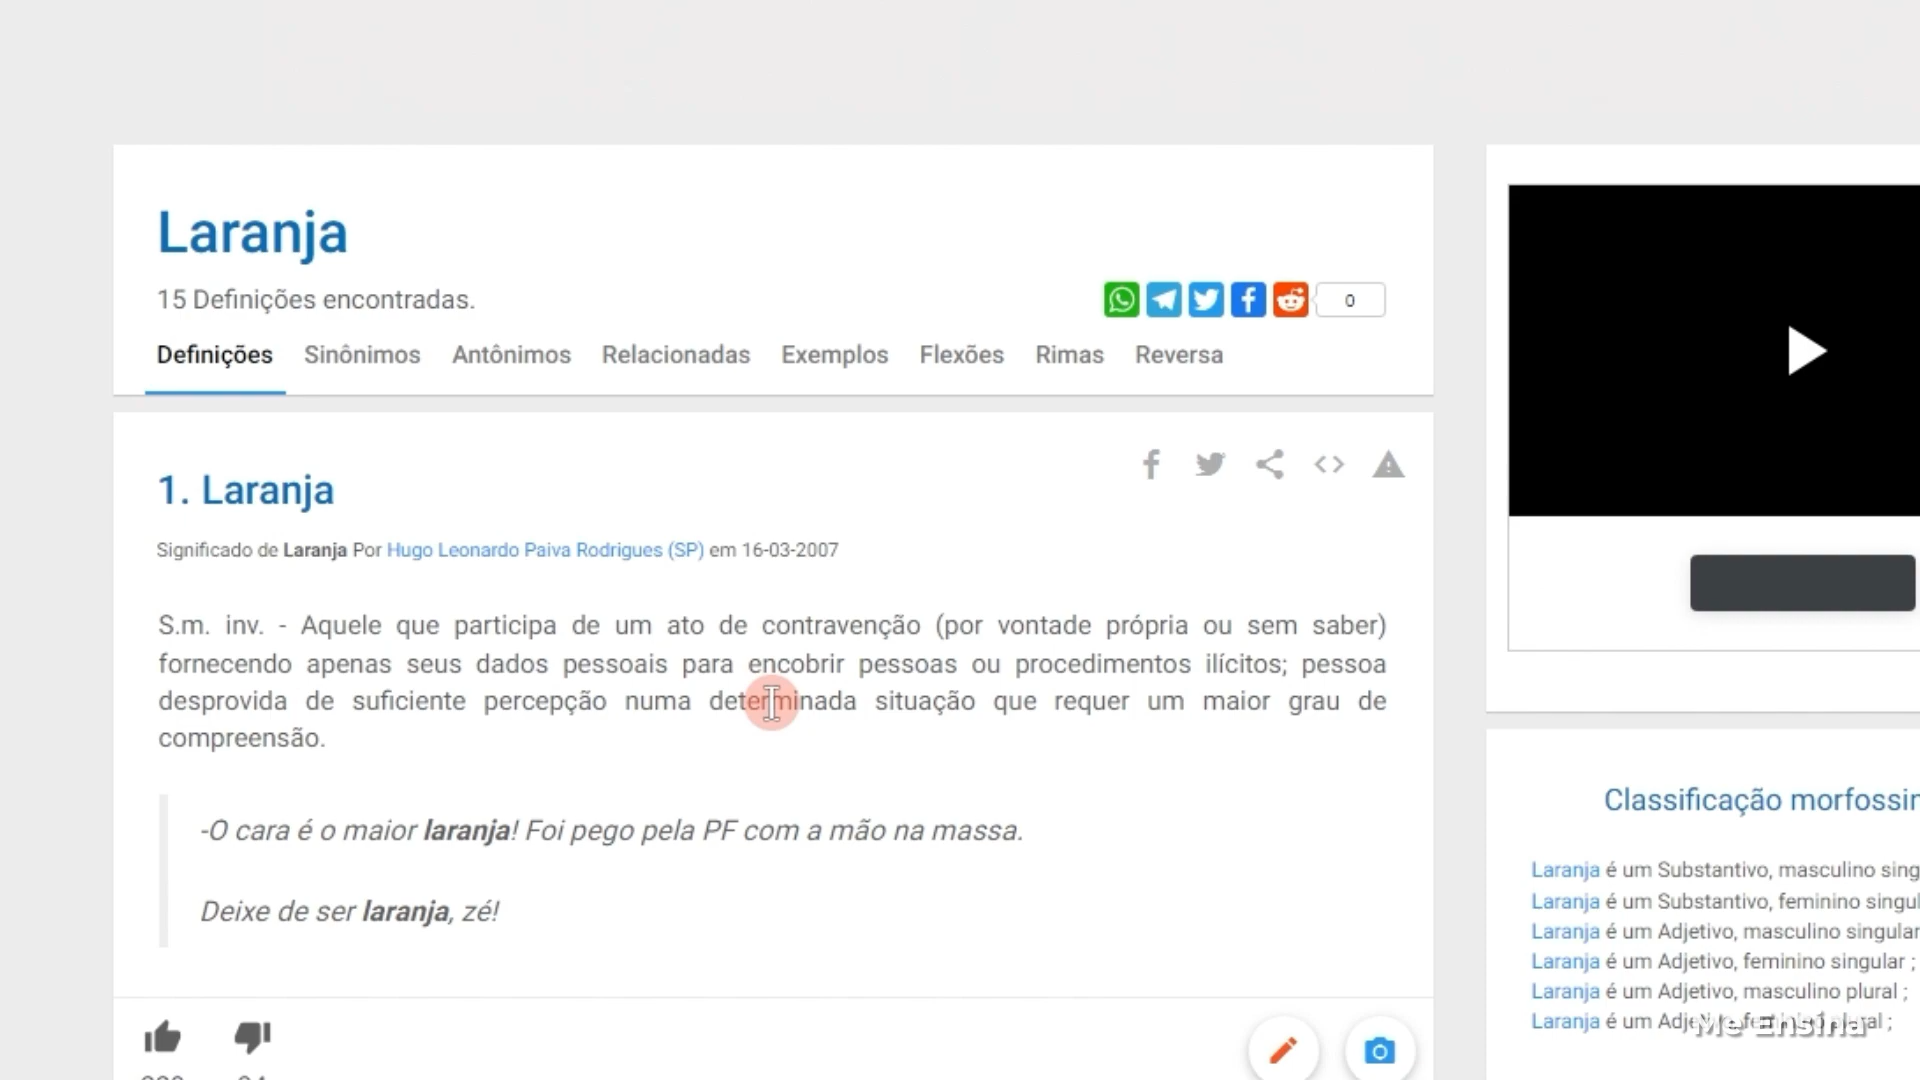 Laranja
15 Definições encontradas.
0
Definições Sinônimos Antônimos Relacionadas Exemplos Flexões Rimas Reversa
1. Laranja
Significado de Laranja Por Hugo Leonardo Paiva Rodrigues (SP) em 16-03-2007
S.m. inv. - Aquele que participa de um ato de contravenção (por vontade própria ou sem saber)
fornecendo apenas seus dados pessoais para encobrir pessoas ou procedimentos ilícitos; pessoa
desprovida de suficiente percepção numa determinada situação que requer um maior grau de
compreensão.
-O cara é o maior laranja! Foi pego pela PF com a mão na massa.
Deixe de ser laranja, zé!
Classificação
Laranja é um Substantivo, masculino
Laranja é um Substantivo, feminino
Laranja é um Adjetivo, masculino singular
Laranja é um Adjetivo, feminino singular ;
Laranja é um Adjetivo, masculino plural ;
Laranja é um
Me Ensina